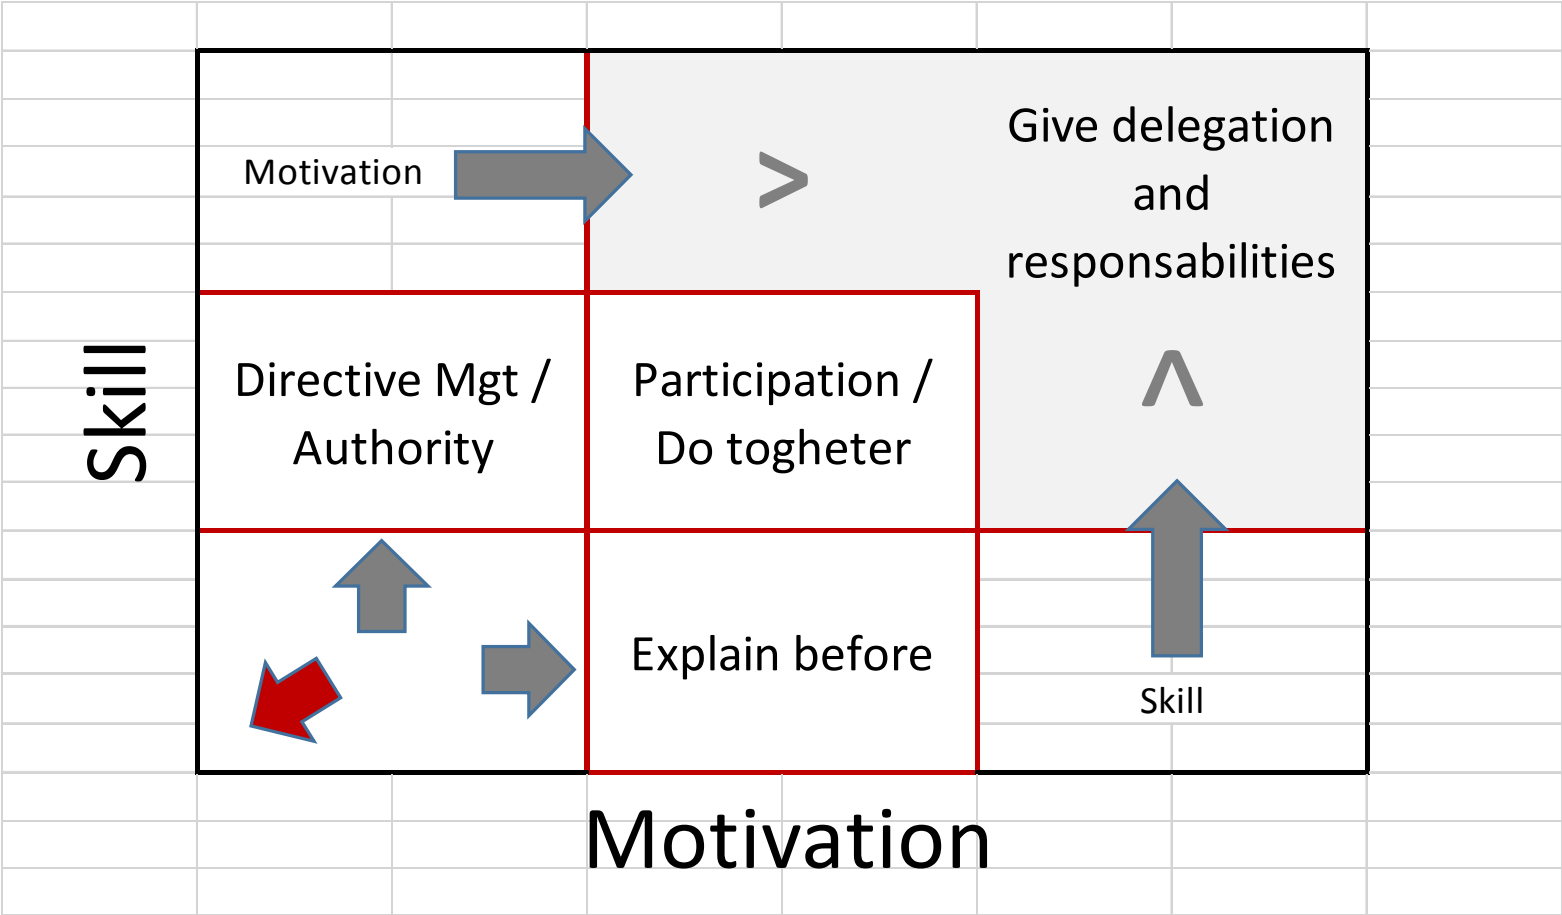 Motivation
>
Give delegation
and
responsabilities
Skill
Directive Mgt /
Authority
Participation /
Do togheter
>
Explain before
Skill
Motivation